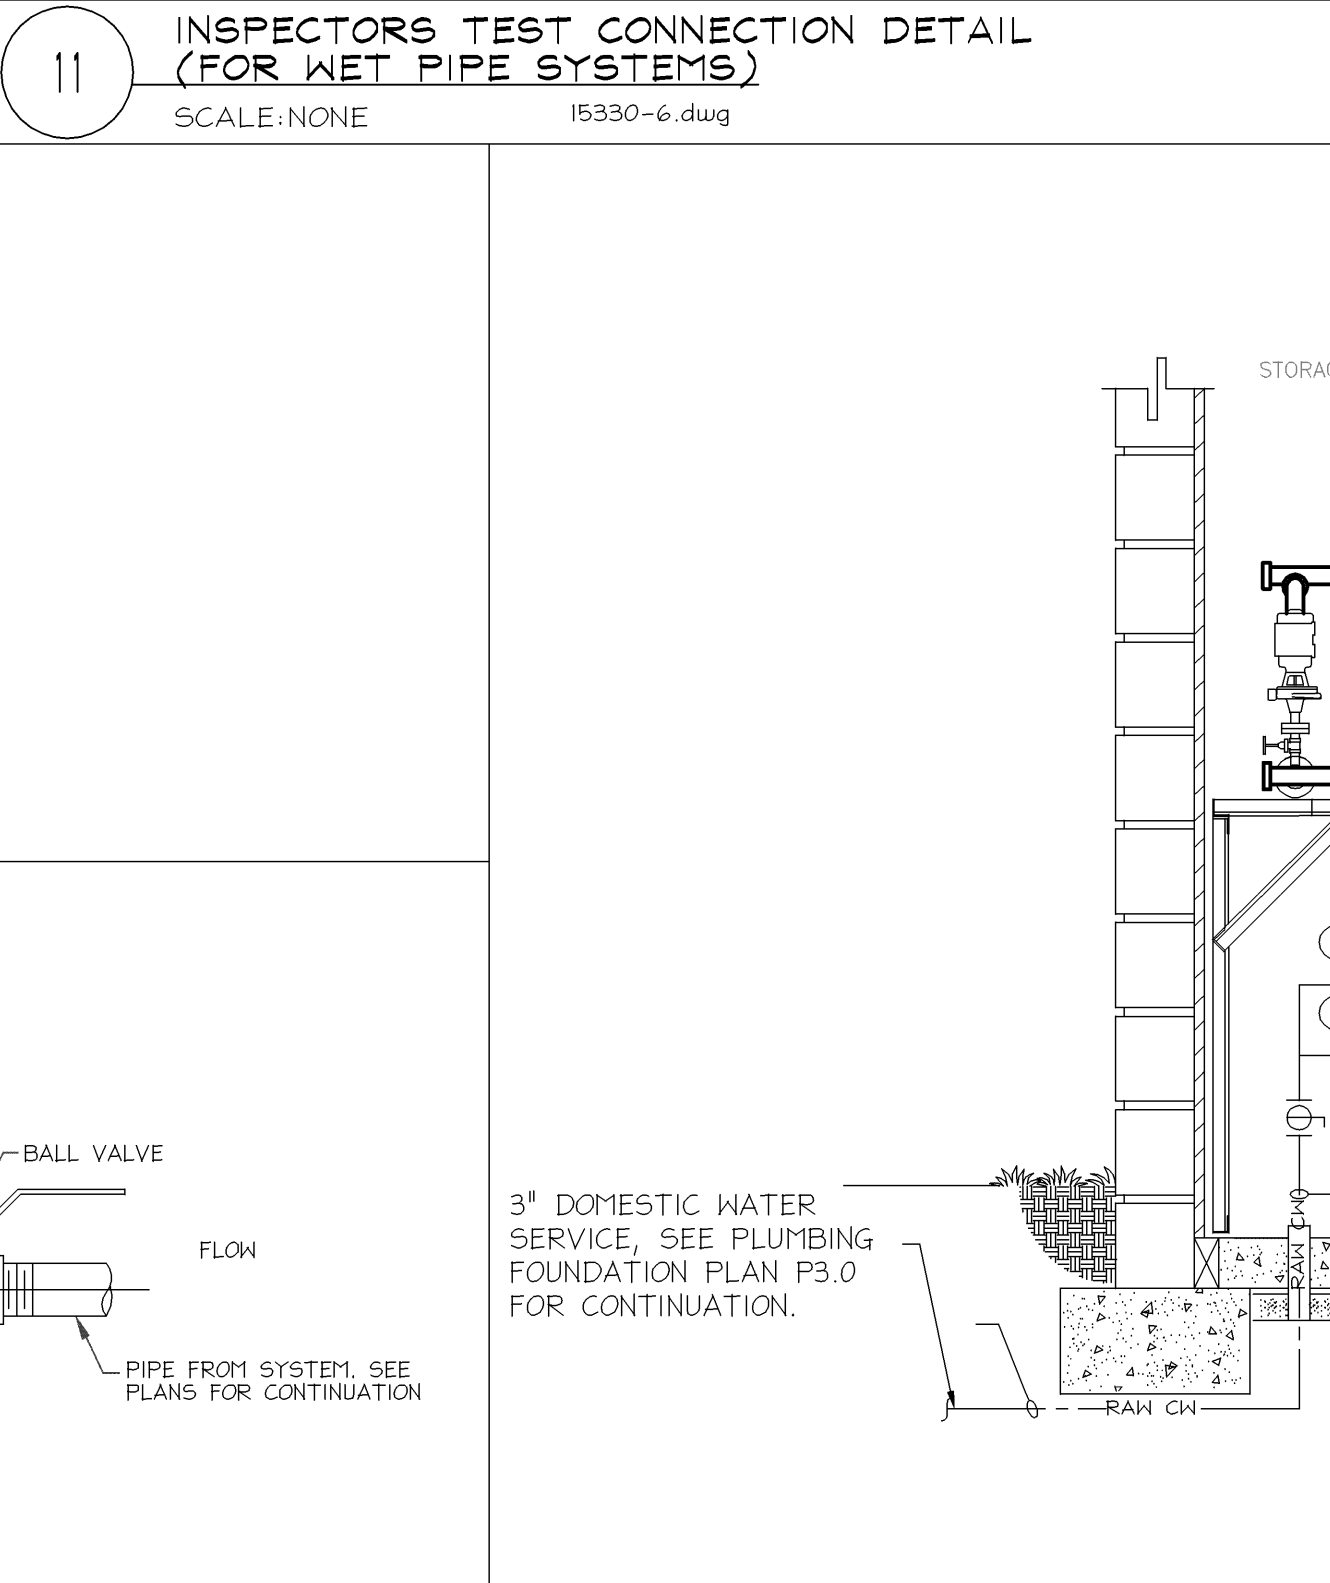 11
INSPECTORS TEST CONNECTION DETAIL
(FOR WET PIPE SYSTEMS)
SCALE:NONE
15330-6.dwg
STORAG
BALL VALVE
FLOW
PIPE FROM SYSTEM. SEE
PLANS FOR CONTINUATION
3" DOMESTIC WATER
SERVICE, SEE PLUMBING
FOUNDATION PLAN P3.0
FOR CONTINUATION.
RAW CW
RAW CW